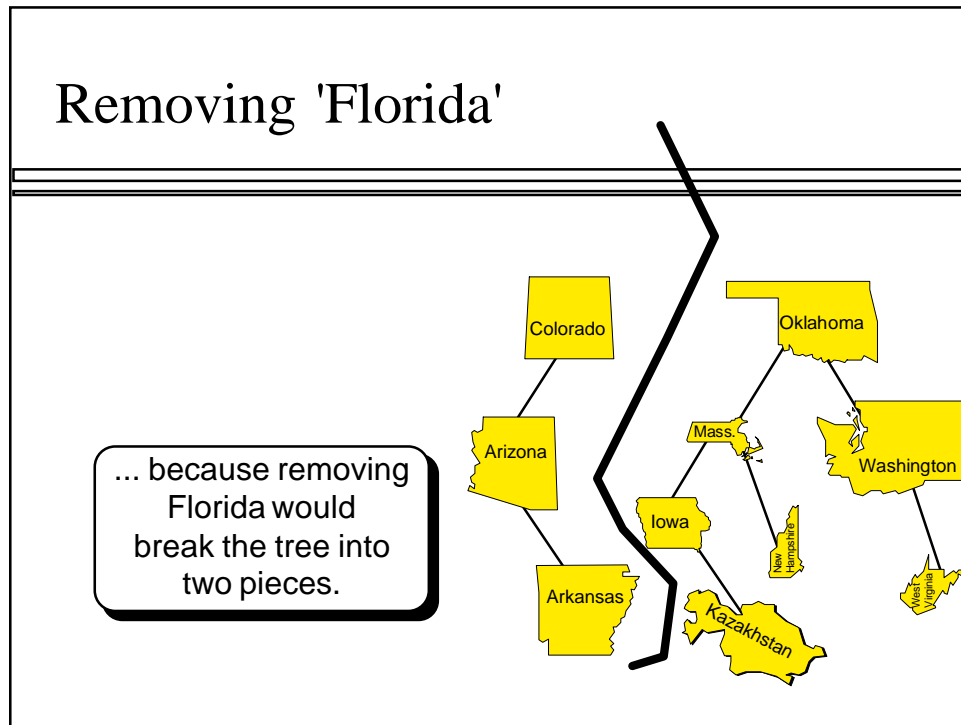 Removing 'Florida'
Colorado
Oklahoma
Arizona
Mass.
Washington
... because removing
Florida would
break the tree into
two pieces.
Iowa
New
Hampshire
Arkansas
West
Virginia
Kazakhstan